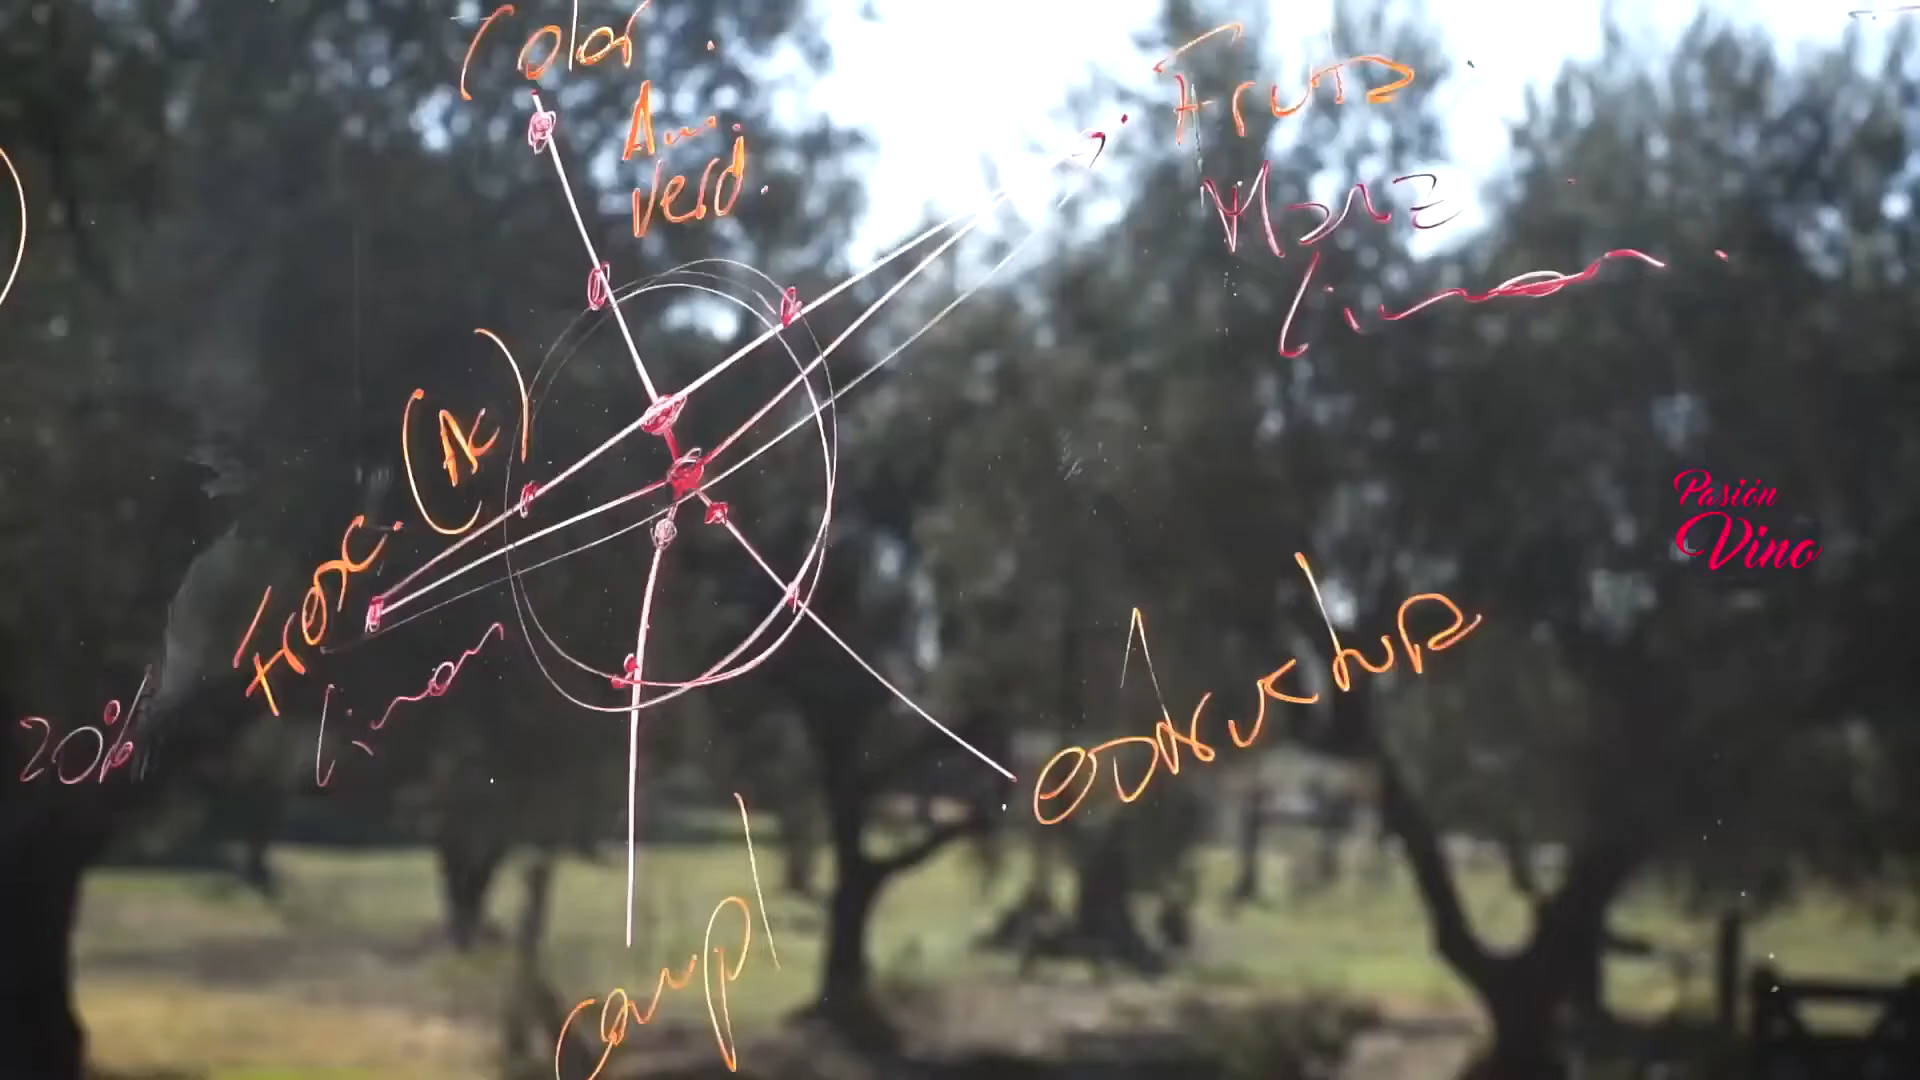 Color
Am.
Verd.
Fruta
Manz
Limon
Fresc. (Ac)
Limon
20%
estructura
compl
Pasión
Vino